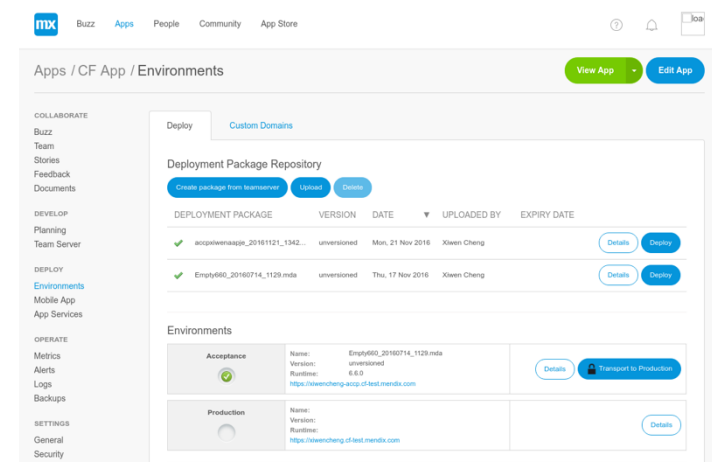 mx Buzz Apps People Community App Store ?
Apps / CF App / Environments View App Edit App
COLLABORATE
Buzz
Team
Stories
Feedback
Documents
DEVELOP
Planning
Team Server
DEPLOY
Environments
Mobile App
App Services
OPERATE
Metrics
Alerts
Logs
Backups
SETTINGS
General
Security
Deploy Custom Domains
Deployment Package Repository
Create package from teamserver Upload Delete
DEPLOYMENT PACKAGE VERSION DATE ▼ UPLOADED BY EXPIRY DATE
accpxiwenaapje_20161121_1342... unversioned Mon, 21 Nov 2016 Xiwen Cheng Details Deploy
Empty660_20160714_1129.mda unversioned Thu, 17 Nov 2016 Xiwen Cheng Details Deploy
Environments
Acceptance
Name: Empty660_20160714_1129.mda
Version: unversioned
Runtime: 6.6.0
https://xiwencheng-accp.cf-test.mendix.com
Details Transport to Production
Production
Name:
Version:
Runtime:
https://xiwencheng.cf-test.mendix.com
Details